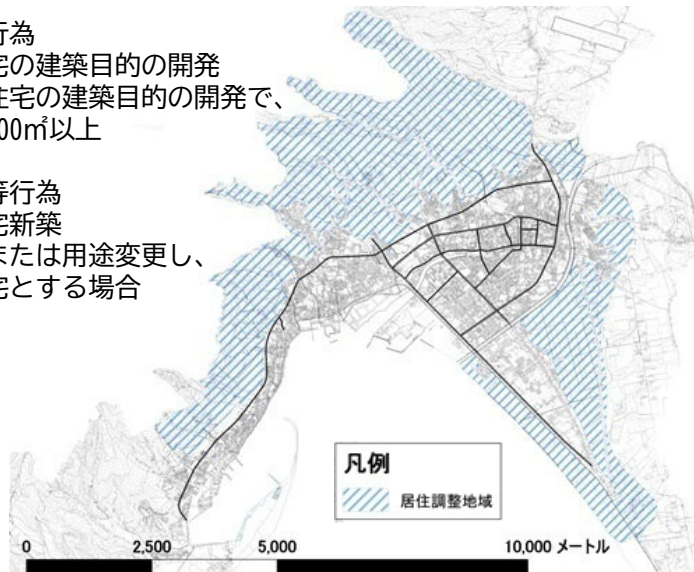 行為
宅の建築目的の開発
住宅の建築目的の開発で、
00㎡以上
等行為
宅新築
または用途変更し、
宅とする場合
凡例
居住調整地域
0 2,500 5,000 10,000 メートル